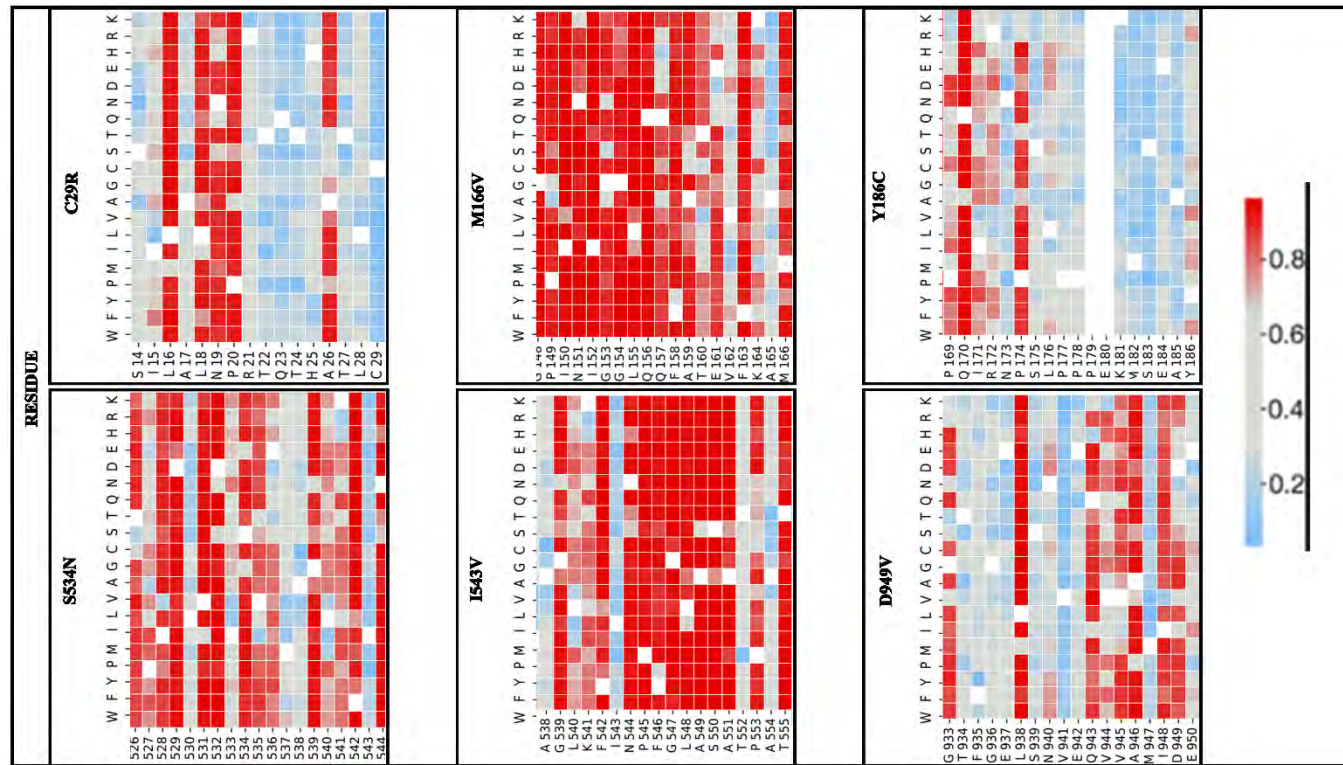 RESIDUE
C29R
W F Y P M I L V A G C S T Q N D E H R K
S 14
I 15
L 16
A 17
L 18
N 19
P 20
R 21
T 22
Q 23
T 24
H 25
A 26
T 27
L 28
C 29
M166V
W F Y P M I L V A G C S T Q N D E H R K
P 149
I 150
N 151
I 152
G 153
G 154
L 155
Q 156
Q 157
F 158
A 159
T 160
E 161
V 162
F 163
K 164
A 165
M 166
Y186C
W F Y P M I L V A G C S T Q N D E H R K
P 169
Q 170
I 171
R 172
N 173
P 174
S 175
L 176
P 177
P 178
P 179
E 180
K 181
M 182
S 183
E 184
A 185
Y 186
S534N
W F Y P M I L V A G C S T Q N D E H R K
526
527
528
529
530
531
532
533
534
535
536
537
538
539
540
541
542
543
544
I543V
W F Y P M I L V A G C S T Q N D E H R K
A 538
G 539
L 540
K 541
F 542
I 543
N 544
P 545
F 546
G 547
L 548
A 549
S 550
A 551
T 552
P 553
A 554
T 555
D949V
W F Y P M I L V A G C S T Q N D E H R K
G 933
T 934
F 935
G 936
E 937
L 938
S 939
N 940
V 941
E 942
Q 943
V 944
V 945
A 946
M 947
I 948
D 949
E 950
0.8
0.6
0.4
0.2